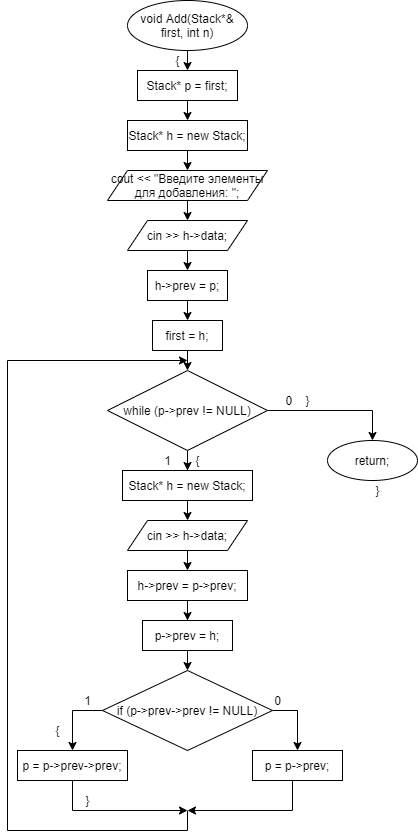 void Add(Stack*&
first, int n)
{
Stack* p = first;
Stack* h = new Stack;
cout << "Введите элементы
для добавления: ";
cin >> h->data;
h->prev = p;
first = h;
while (p->prev != NULL)
0 }
return;
}
1 {
Stack* h = new Stack;
cin >> h->data;
h->prev = p->prev;
p->prev = h;
if (p->prev->prev != NULL)
1
0
{
p = p->prev->prev;
p = p->prev;
}